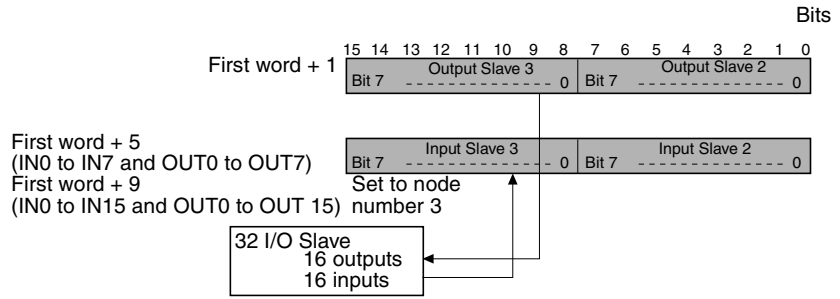 Bits
15 14 13 12 11 10 9 8 7 6 5 4 3 2 1 0
First word + 1
Output Slave 3 Output Slave 2
Bit 7 0 Bit 7 0
First word + 5
(IN0 to IN7 and OUT0 to OUT7)
Input Slave 3 Input Slave 2
Bit 7 0 Bit 7 0
First word + 9
(IN0 to IN15 and OUT0 to OUT 15)
Set to node
number 3
32 I/O Slave
16 outputs
16 inputs